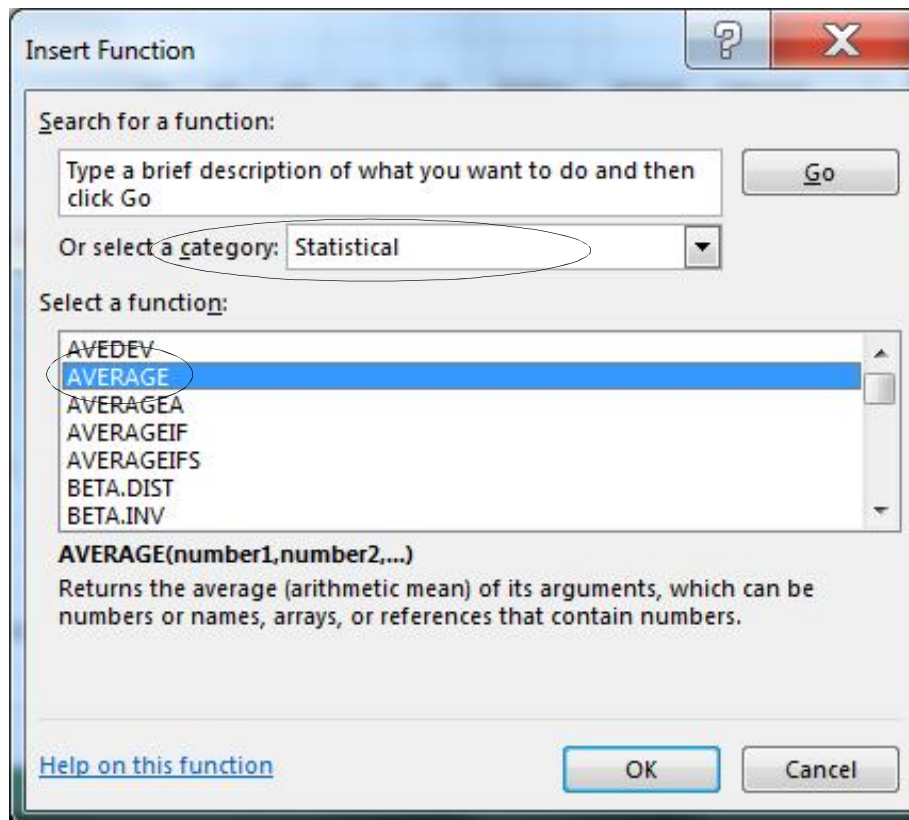 Insert Function
?
X
Search for a function:
Type a brief description of what you want to do and then
click Go
Go
Or select a category: Statistical
Select a function:
AVEDEV
AVERAGE
AVERAGEA
AVERAGEIF
AVERAGEIFS
BETA.DIST
BETA.INV
AVERAGE(number1,number2,...)
Returns the average (arithmetic mean) of its arguments, which can be
numbers or names, arrays, or references that contain numbers.
Help on this function
OK
Cancel